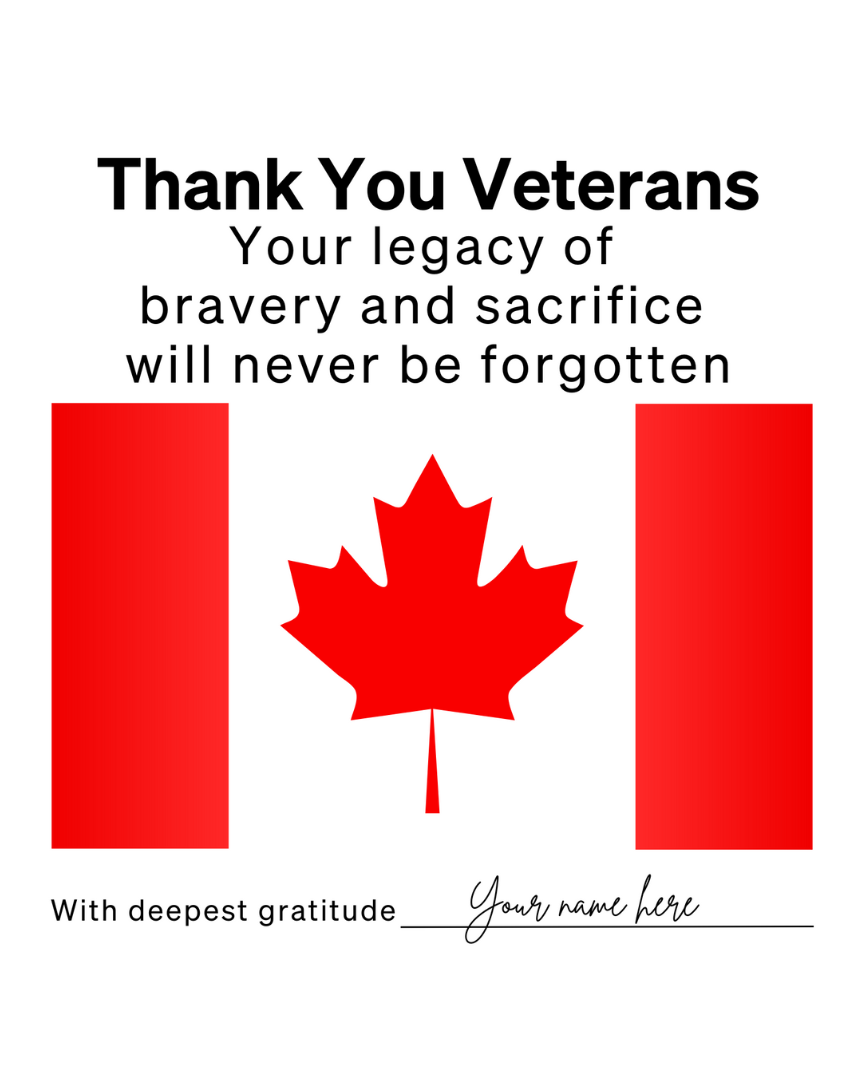 Thank You Veterans
Your legacy of
bravery and sacrifice
will never be forgotten
With deepest gratitude Your name here